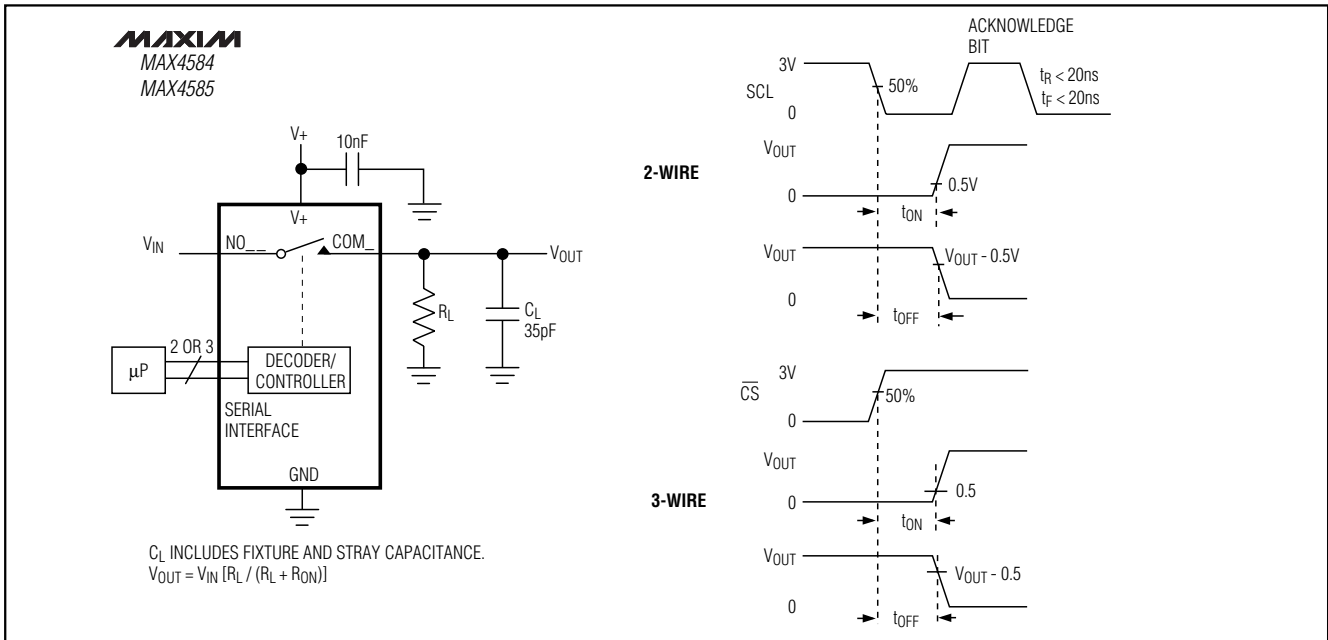 MAXIM
MAX4584
MAX4585
V+
10nF
V+
VIN
NO_ _
COM_
VOUT
RL
CL
35pF
µP
2 OR 3
DECODER/
CONTROLLER
SERIAL
INTERFACE
GND
CL INCLUDES FIXTURE AND STRAY CAPACITANCE.
VOUT = VIN [RL / (RL + RON)]
ACKNOWLEDGE
BIT
3V
SCL
50%
tR < 20ns
tF < 20ns
0
2-WIRE
VOUT
0.5V
0
tON
VOUT
VOUT - 0.5V
0
tOFF
3V
CS
50%
0
3-WIRE
VOUT
0.5
0
tON
VOUT
VOUT - 0.5
0
tOFF